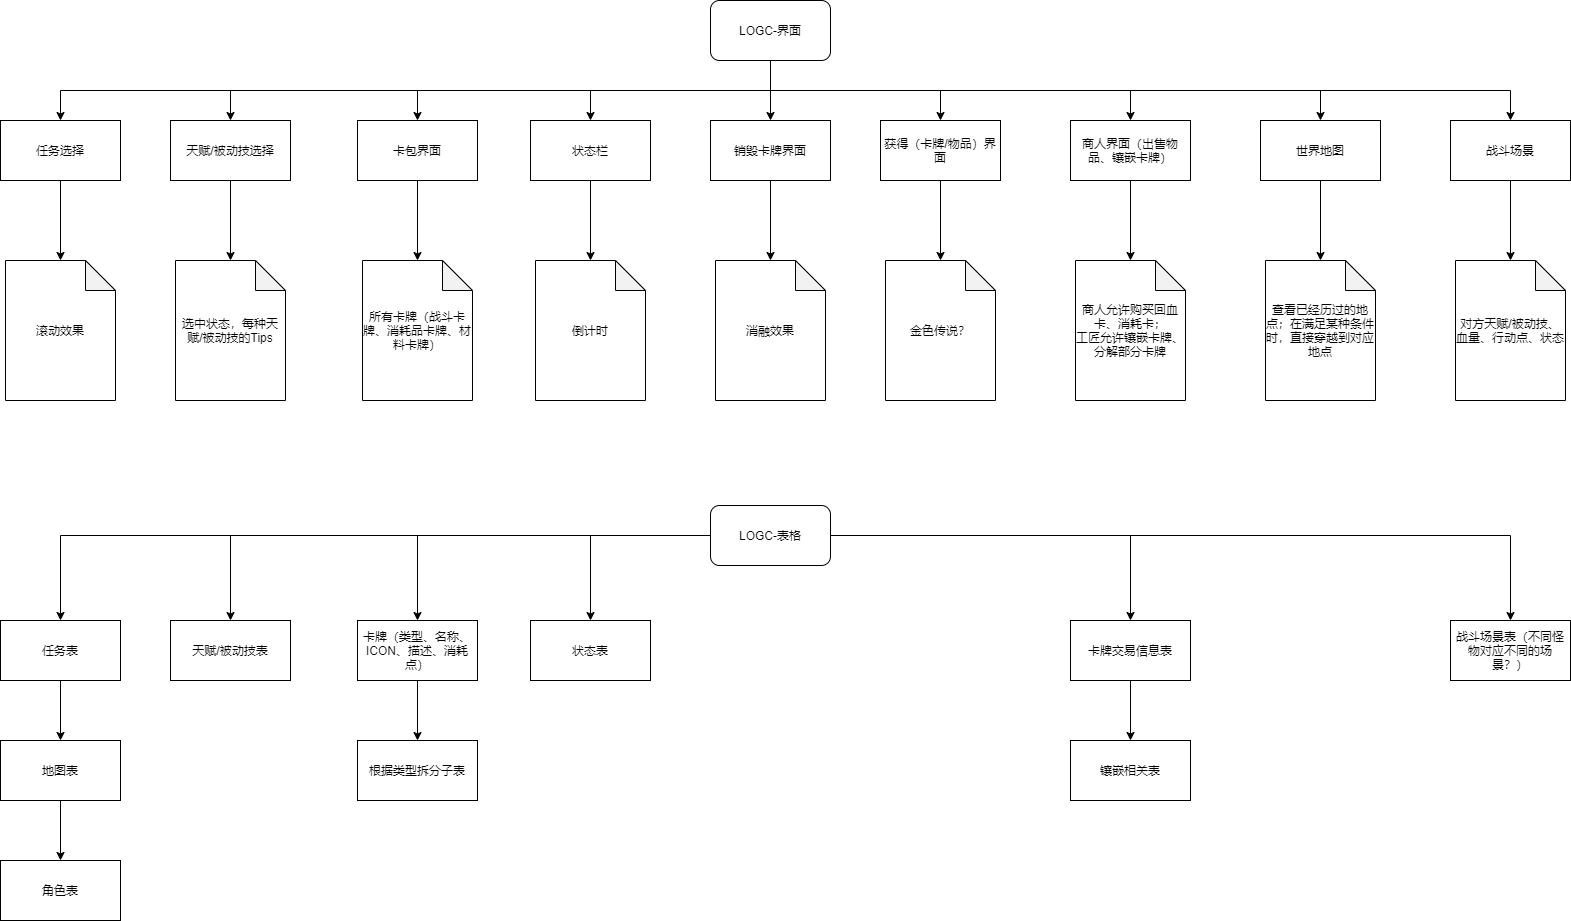 LOGC-界面
任务选择
天赋/被动技选择
卡包界面
状态栏
销毁卡牌界面
获得（卡牌/物品）界
面
商人界面（出售物
品、镶嵌卡牌）
世界地图
战斗场景
滚动效果
选中状态，每种天
赋/被动技的Tips
所有卡牌（战斗卡
牌、消耗品卡牌、材
料卡牌）
倒计时
消融效果
金色传说？
商人允许购买回血
卡、消耗卡；
工匠允许镶嵌卡牌、
分解部分卡牌
查看已经历过的地
点；在满足某种条件
时，直接穿越到对应
地点
对方天赋/被动技、
血量、行动点、状态
LOGC-表格
任务表
天赋/被动技表
卡牌（类型、名称、
ICON、描述、消耗
点）
状态表
卡牌交易信息表
战斗场景表（不同怪
物对应不同的场
景？）
地图表
根据类型拆分子表
镶嵌相关表
角色表